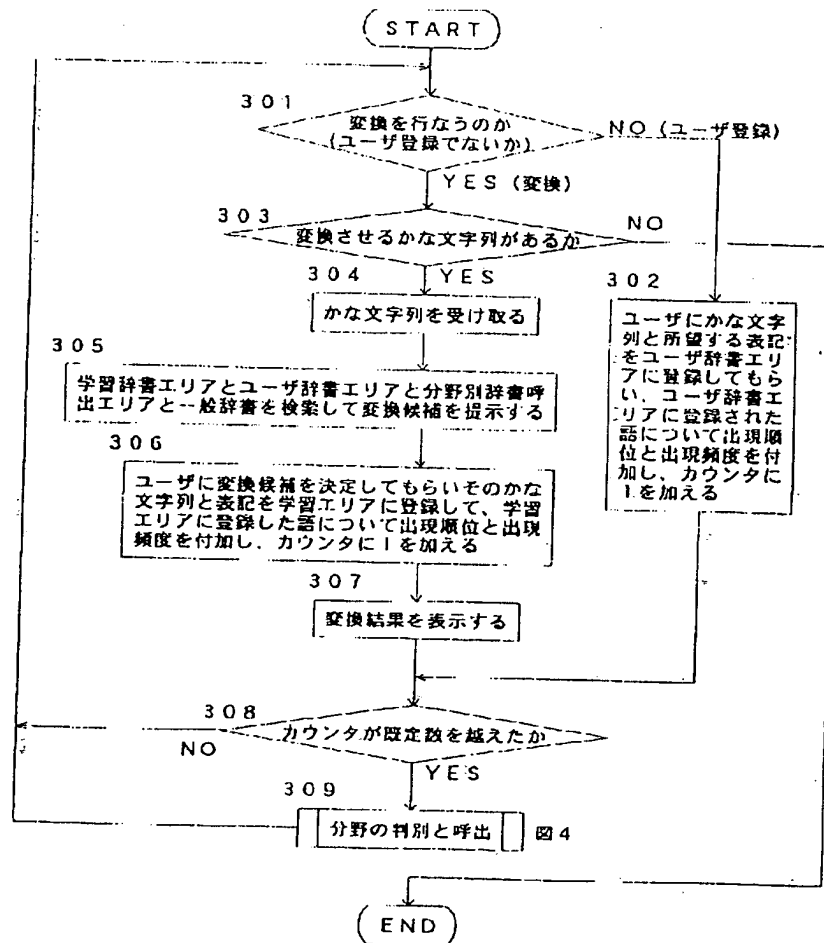 START
301
変換を行なうのか
(ユーザ登録でないか)
NO (ユーザ登録)
YES (変換)
303
変換させるかな文字列があるか
NO
YES
304
かな文字列を受け取る
302
ユーザにかな文字
列と所望する表記
をユーザ辞書エリ
アに登録してもら
い、ユーザ辞書エ
リアに登録された
語について出現順
位と出現頻度を付
加し、カウンタに
1を加える
305
学習辞書エリアとユーザ辞書エリアと分野別辞書呼
出エリアと一般辞書を検索して変換候補を提示する
306
ユーザに変換候補を決定してもらいそのかな
文字列と表記を学習エリアに登録して、学習
エリアに登録した語について出現順位と出現
頻度を付加し、カウンタに1を加える
307
変換結果を表示する
308
カウンタが既定数を越えたか
NO
YES
309
分野の判別と呼出
図4
END